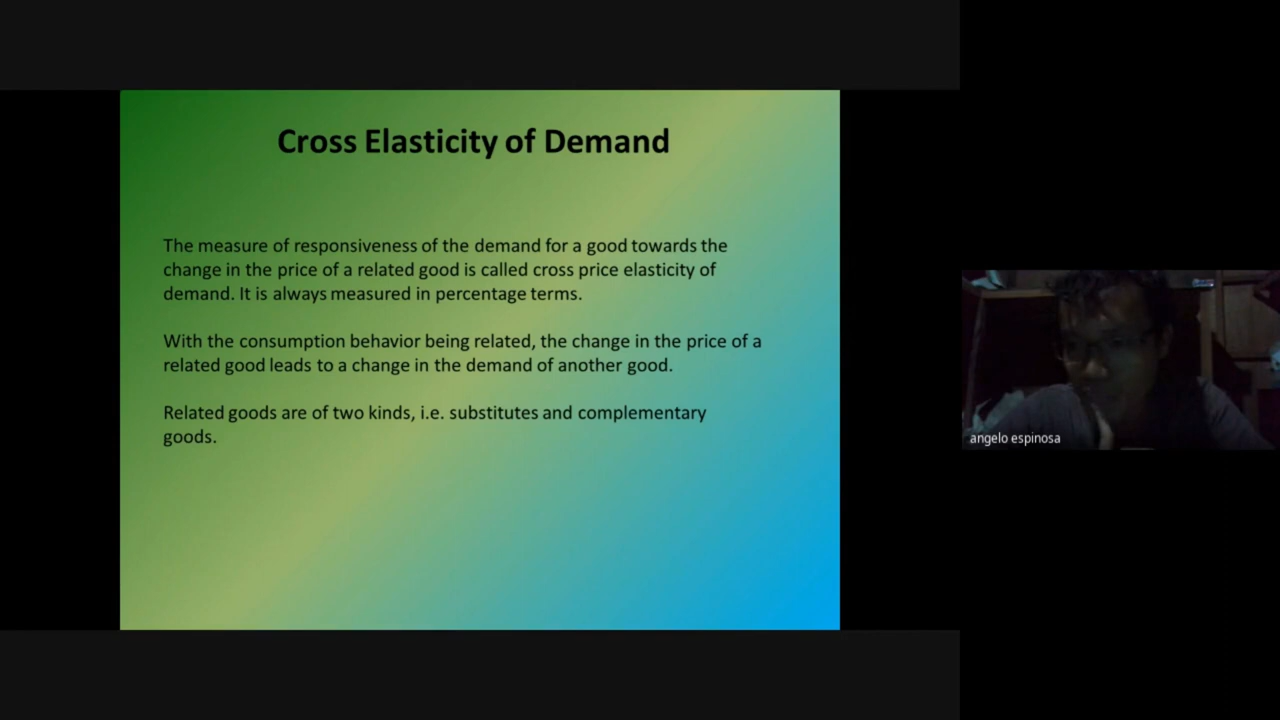 Cross Elasticity of Demand
The measure of responsiveness of the demand for a good towards the
change in the price of a related good is called cross price elasticity of
demand. It is always measured in percentage terms.
With the consumption behavior being related, the change in the price of a
related good leads to a change in the demand of another good.
Related goods are of two kinds, i.e. substitutes and complementary
goods.
angelo espinosa